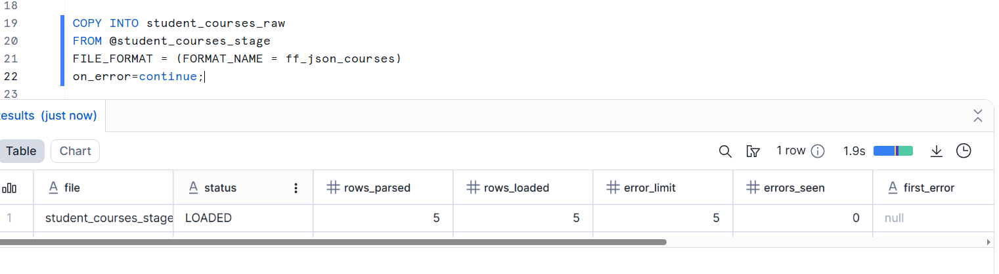 18
19 COPY INTO student_courses_raw
20 FROM @student_courses_stage
21 FILE_FORMAT = (FORMAT_NAME = ff_json_courses)
22 on_error=continue;
23
esults (just now)
Table Chart 1 row 1.9s
file status rows_parsed rows_loaded error_limit errors_seen first_error
1 student_courses_stage LOADED 5 5 5 0 null